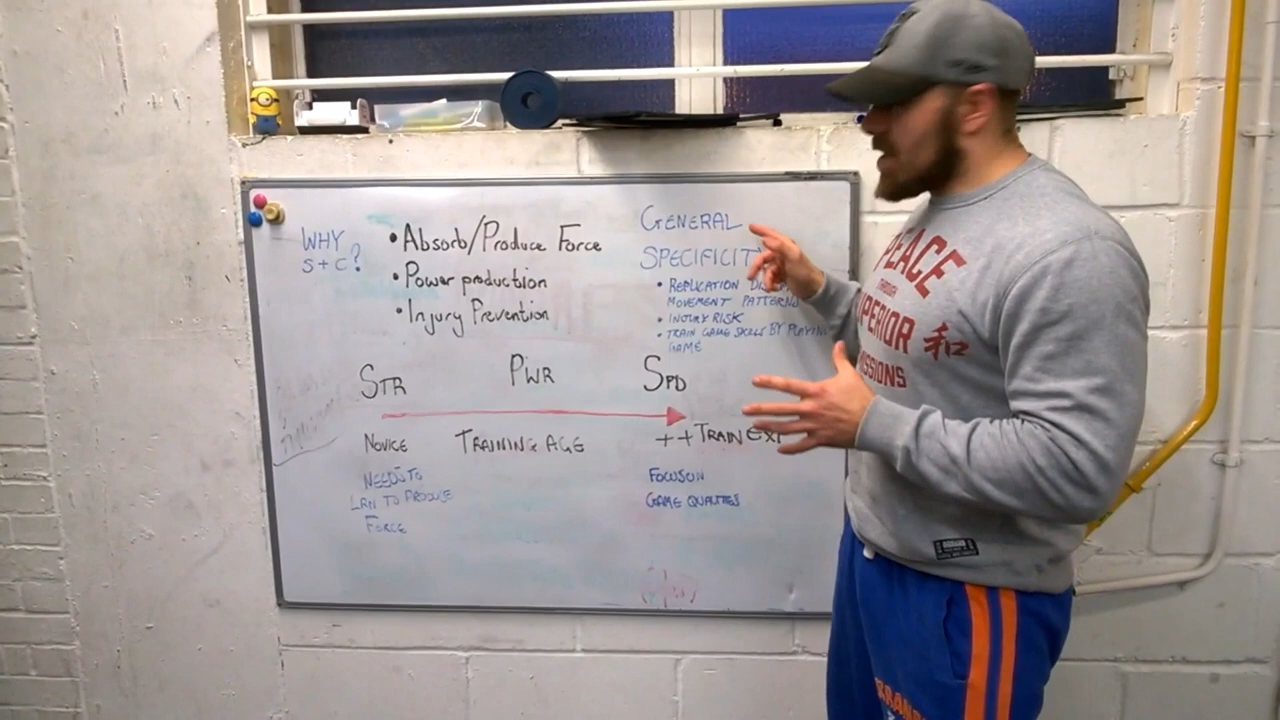 WHY
S+C?
• Absorb/Produce Force
• Power production
• Injury Prevention
GENERAL
SPECIFICIT
• REPLICATION
MOVEMENT PATTERNS
• INJURY RISK
• TRAIN GAME SKILLS BY PLAYING
GAME
STR PWR SPD
NOVICE TRAINING AGE ++ TRAIN EXP
NEEDS TO
LRN TO PRODUCE
FORCE
FOCUS ON
GAME QUALITIES
PEACE
THROUGH
SUPERIOR
和
MISSIONS